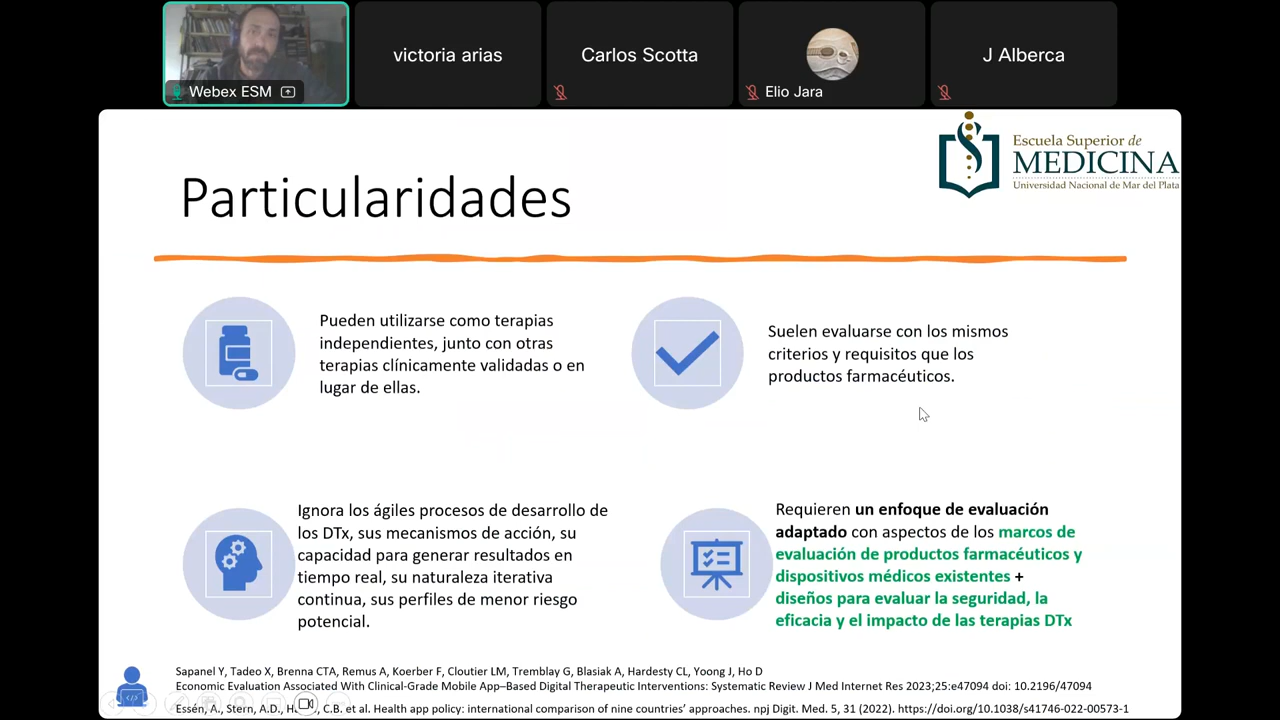 Webex ESM
victoria arias
Carlos Scotta
Elio Jara
J Alberca
Escuela Superior de
MEDICINA
Universidad Nacional de Mar del Plata
Particularidades
Pueden utilizarse como terapias
independientes, junto con otras
terapias clínicamente validadas o en
lugar de ellas.
Suelen evaluarse con los mismos
criterios y requisitos que los
productos farmacéuticos.
Ignora los ágiles procesos de desarrollo de
los DTx, sus mecanismos de acción, su
capacidad para generar resultados en
tiempo real, su naturaleza iterativa
continua, sus perfiles de menor riesgo
potencial.
Requieren un enfoque de evaluación
adaptado con aspectos de los marcos de
evaluación de productos farmacéuticos y
dispositivos médicos existentes +
diseños para evaluar la seguridad, la
eficacia y el impacto de las terapias DTx
Sapanel Y, Tadeo X, Brenna CTA, Remus A, Koerber F, Cloutier LM, Tremblay G, Blasiak A, Hardesty CL, Yoong J, Ho D
Economic Evaluation Associated With Clinical-Grade Mobile App–Based Digital Therapeutic Interventions: Systematic Review J Med Internet Res 2023;25:e47094 doi: 10.2196/47094
Essén, A., Stern, A.D., C.B. et al. Health app policy: international comparison of nine countries' approaches. npj Digit. Med. 5, 31 (2022). https://doi.org/10.1038/s41746-022-00573-1